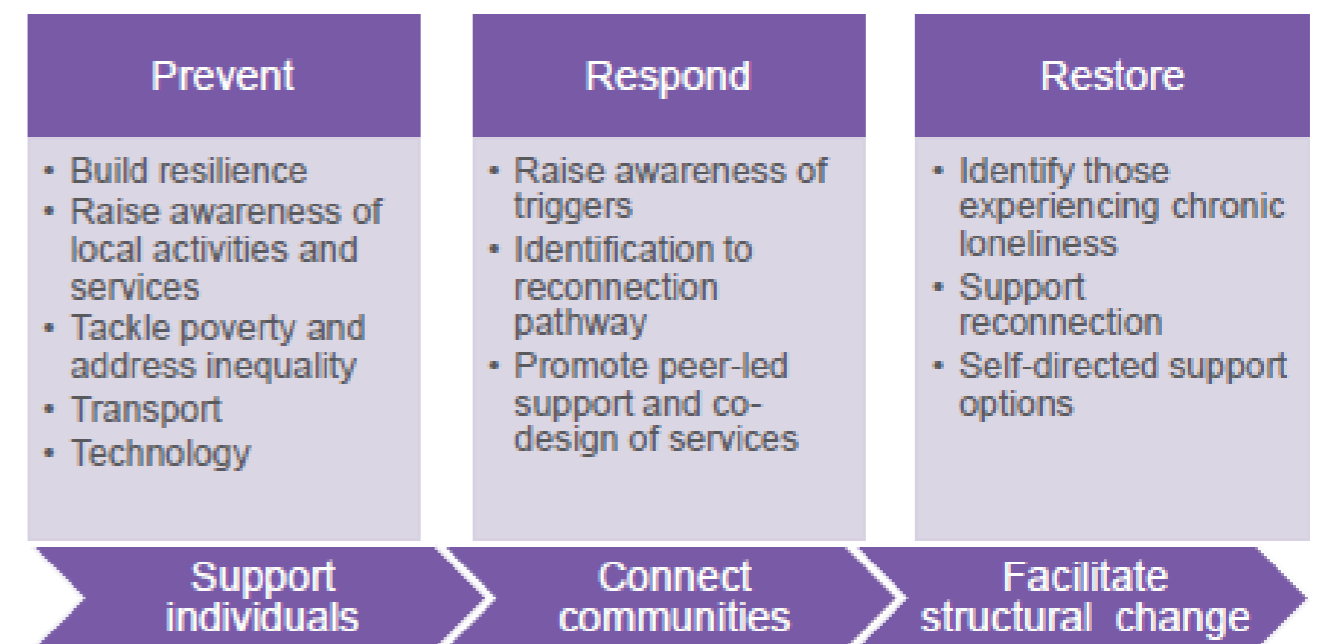 Prevent
• Build resilience
• Raise awareness of
local activities and
services
• Tackle poverty and
address inequality
• Transport
• Technology
Respond
• Raise awareness of
triggers
• Identification to
reconnection
pathway
• Promote peer-led
support and co-
design of services
Restore
• Identify those
experiencing chronic
loneliness
• Support
reconnection
• Self-directed support
options
Support
individuals
Connect
communities
Facilitate
structural change